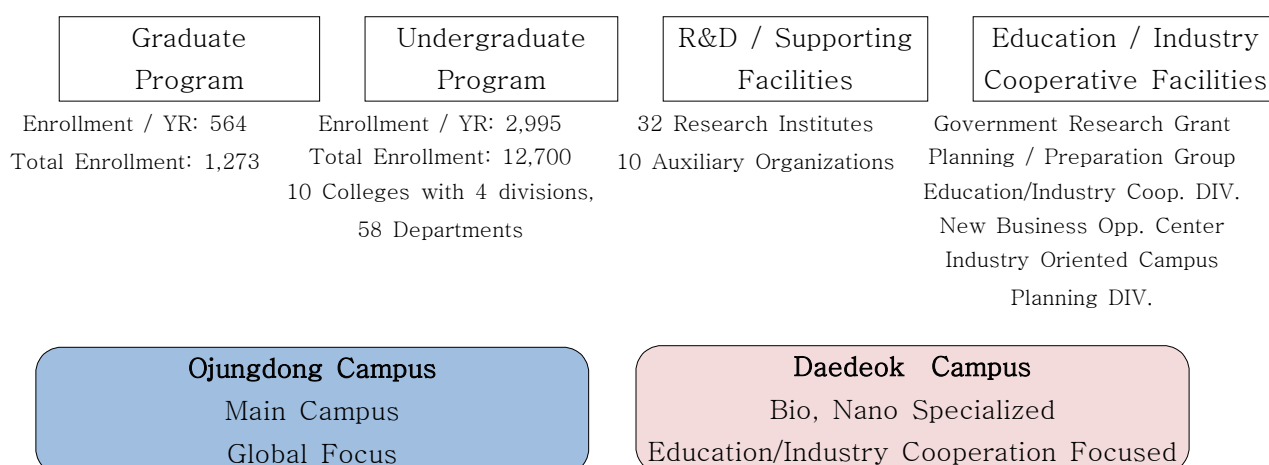 Graduate
Program
Enrollment / YR: 564
Total Enrollment: 1,273
Undergraduate
Program
Enrollment / YR: 2,995
Total Enrollment: 12,700
10 Colleges with 4 divisions,
58 Departments
R&D / Supporting
Facilities
32 Research Institutes
10 Auxiliary Organizations
Education / Industry
Cooperative Facilities
Government Research Grant
Planning / Preparation Group
Education/Industry Coop. DIV.
New Business Opp. Center
Industry Oriented Campus
Planning DIV.
Ojungdong Campus
Main Campus
Global Focus
Daedeok Campus
Bio, Nano Specialized
Education/Industry Cooperation Focused